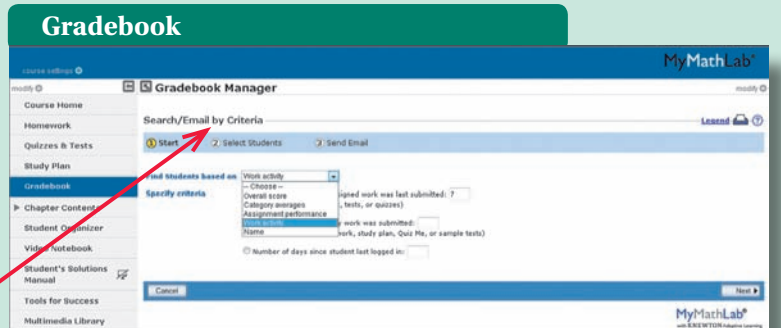 Gradebook
course settings
MyMathLab®
modify
Gradebook Manager
modify
Course Home
Homework
Quizzes & Tests
Study Plan
Gradebook
Chapter Contents
Student Organizer
Video Notebook
Student's Solutions
Manual
Tools for Success
Multimedia Library
Search/Email by Criteria
Legend
1 Start 2 Select Students 3 Send Email
Find Students based on Work activity
-- Choose --
Overall score
Category averages
Assignment performance
Work activity
Name
Specify criteria
signed work was last submitted: 7
, tests, or quizzes)
work was submitted:
work, study plan, Quiz Me, or sample tests)
Number of days since student last logged in:
Cancel Next
MyMathLab®
with KNEWTON Adaptive Learning